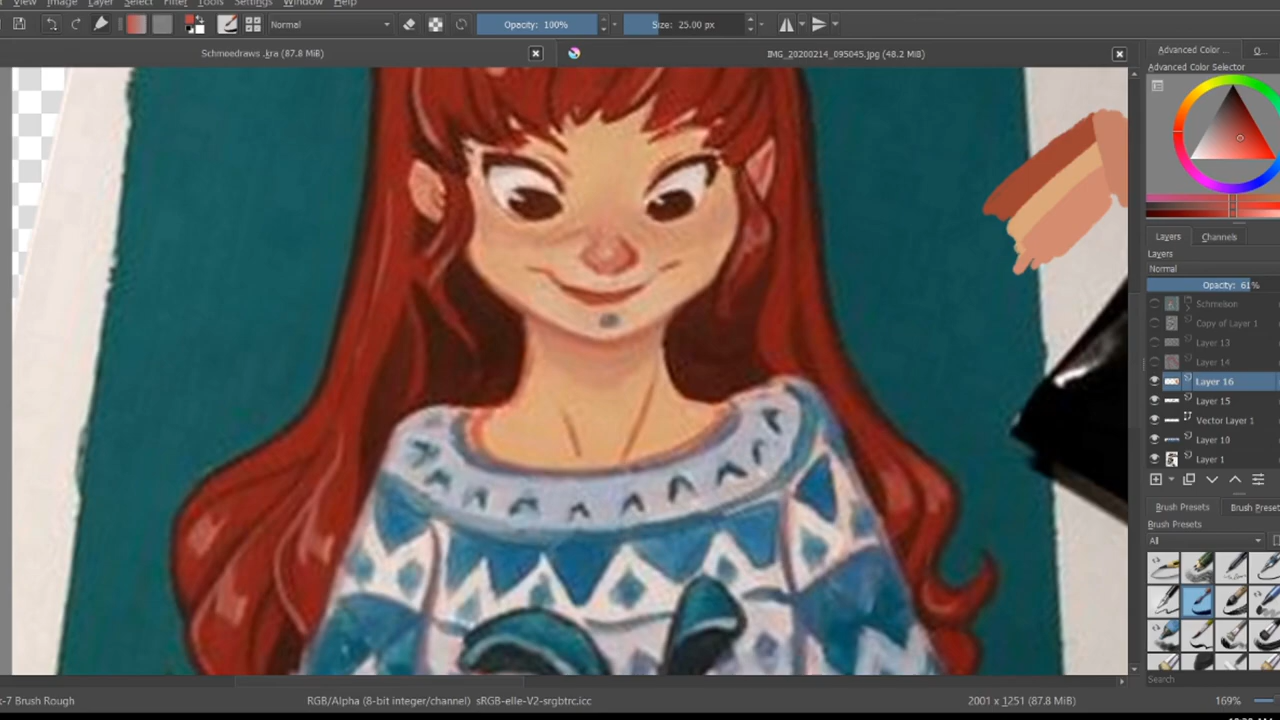 View Image Layer Select Filter Tools Settings Window Help
Normal Opacity: 100% Size: 25.00 px
Schmoedraws .kra (87.8 MiB) IMG_20200214_095045.jpg (48.2 MiB)
Advanced Color ...
Advanced Color Selector
Layers Channels
Layers
Normal
Opacity: 61%
Schmelson
Copy of Layer 1
Layer 13
Layer 14
Layer 16
Layer 15
Vector Layer 1
Layer 10
Layer 1
Brush Presets Brush Preset
Brush Presets
All
Search
k-7 Brush Rough RGB/Alpha (8-bit integer/channel) sRGB-elle-V2-srgbtrc.icc 2001 x 1251 (87.8 MiB) 169%